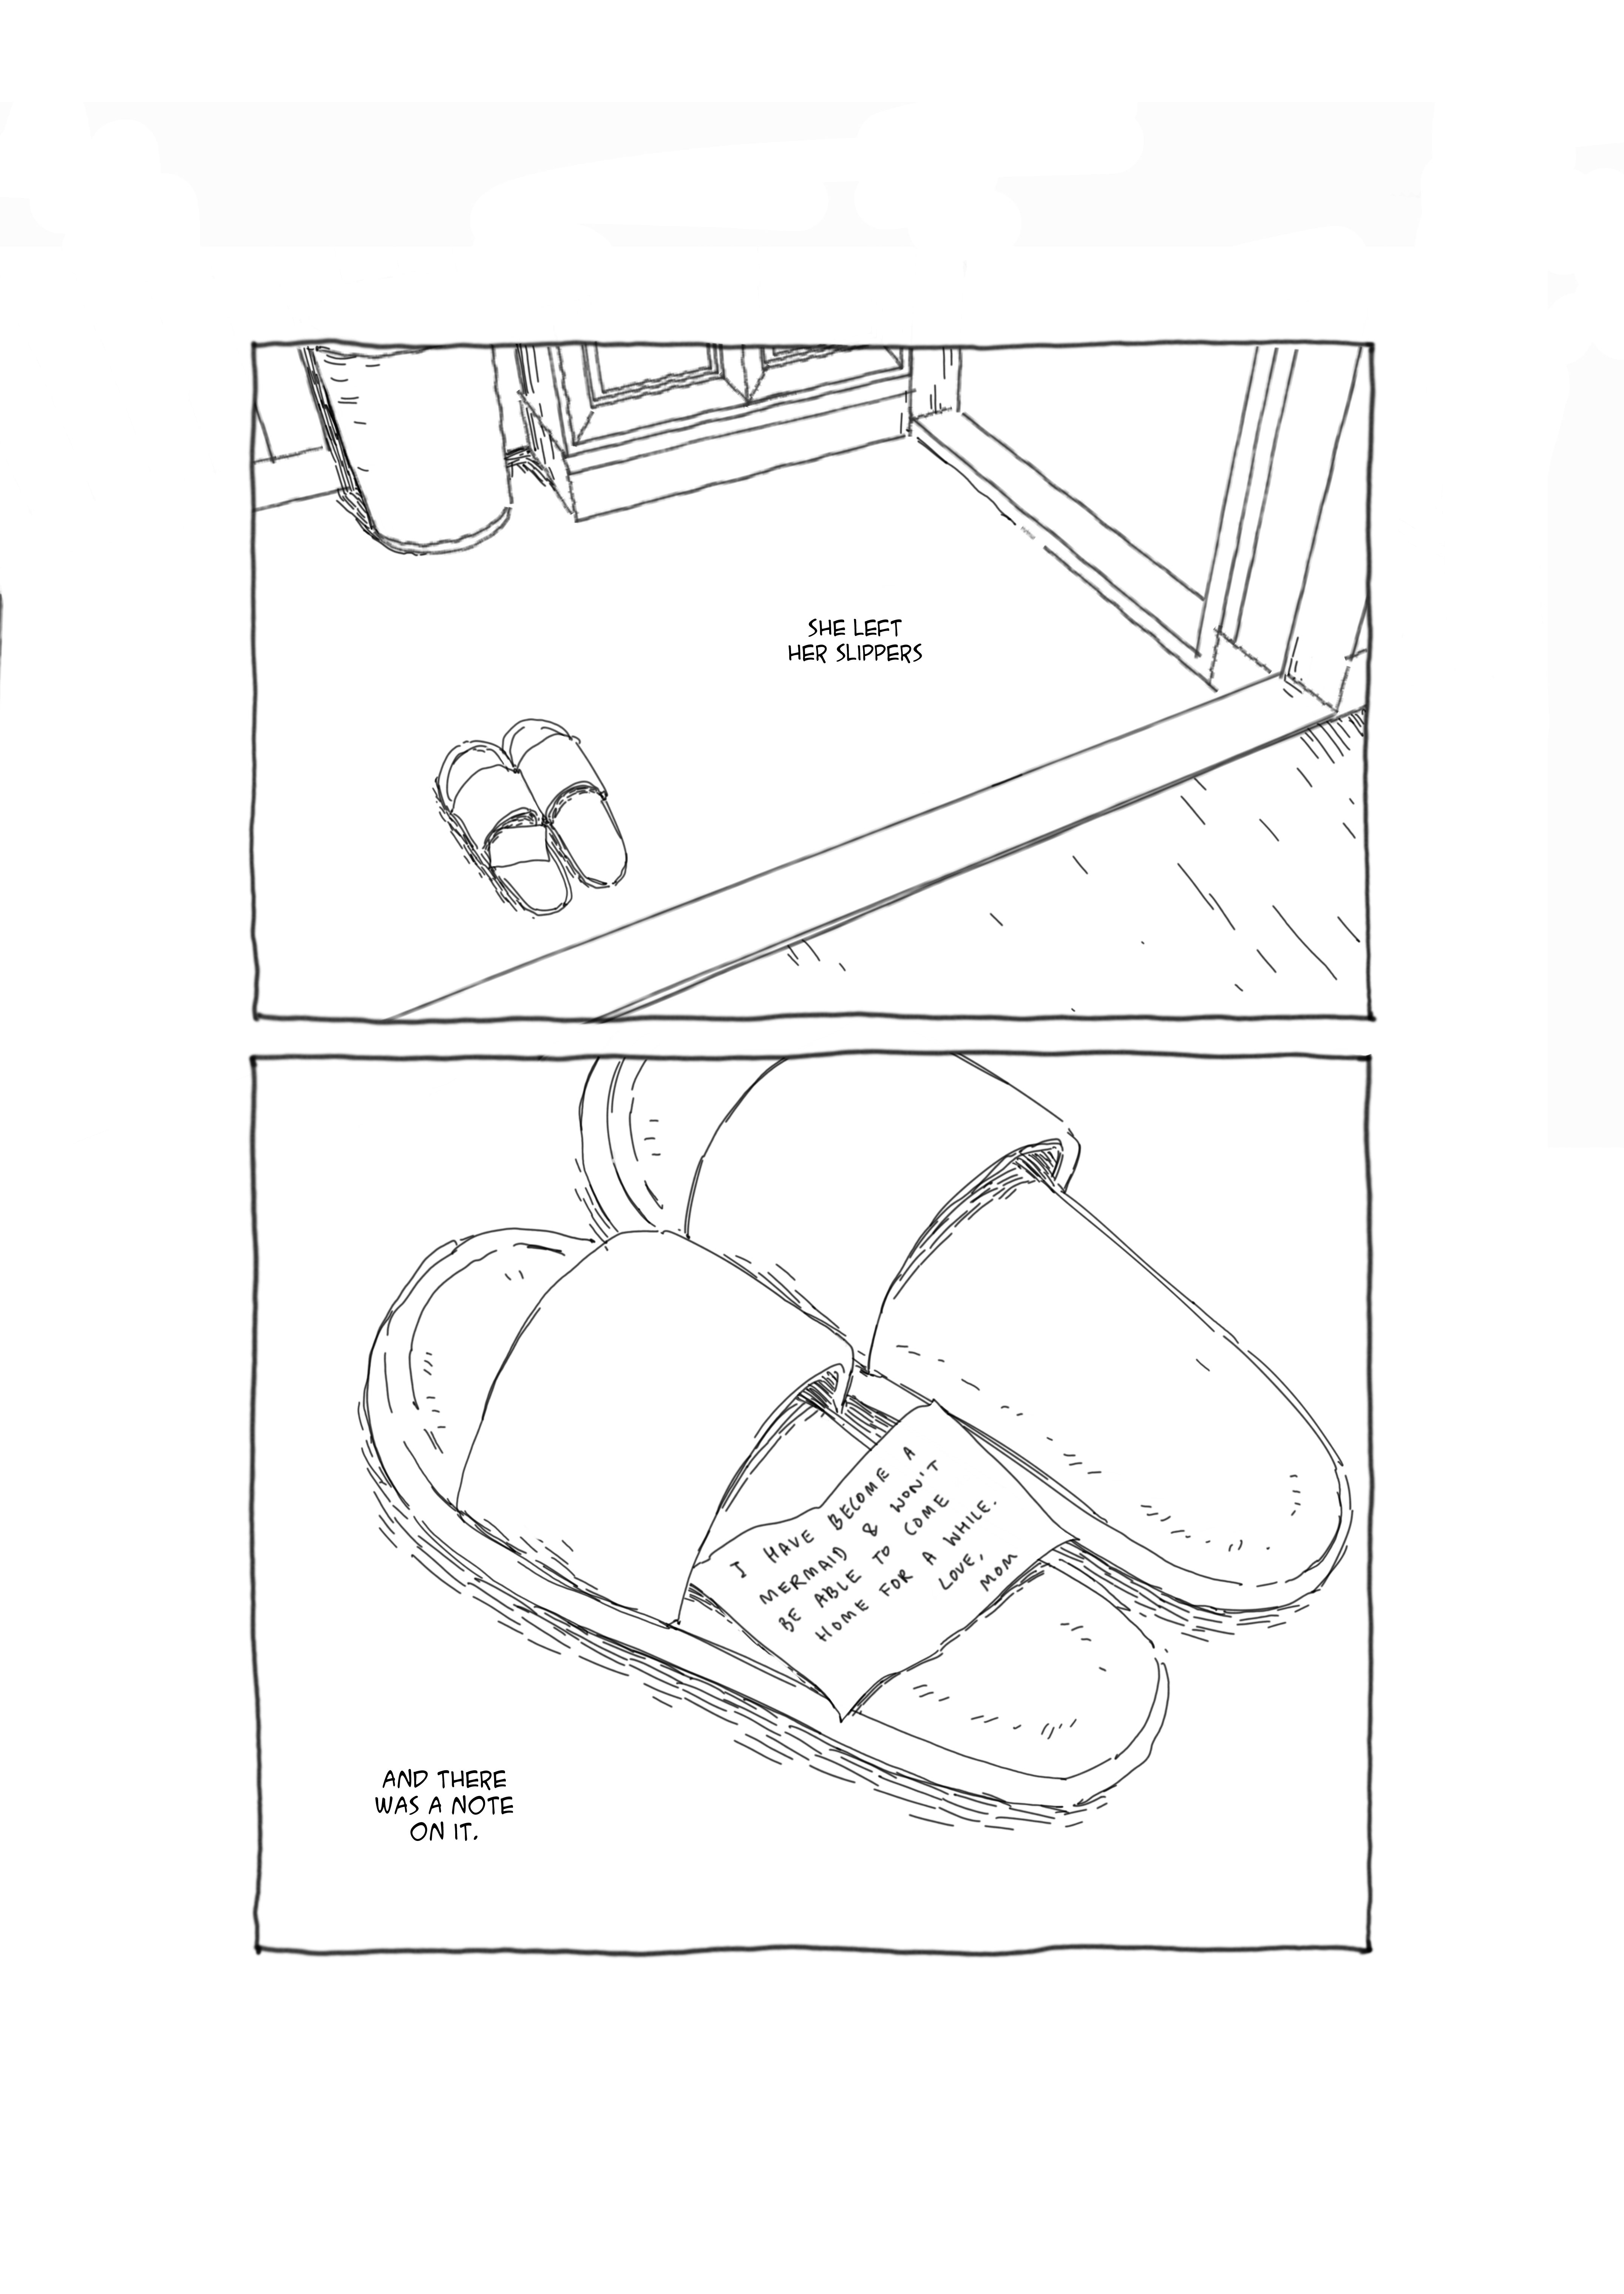 SHE LEFT
HER SLIPPERS
I HAVE BECOME A
MERMAID & WON'T
BE ABLE TO COME
HOME FOR A WHILE.
LOVE,
MOM
AND THERE
WAS A NOTE
ON IT.